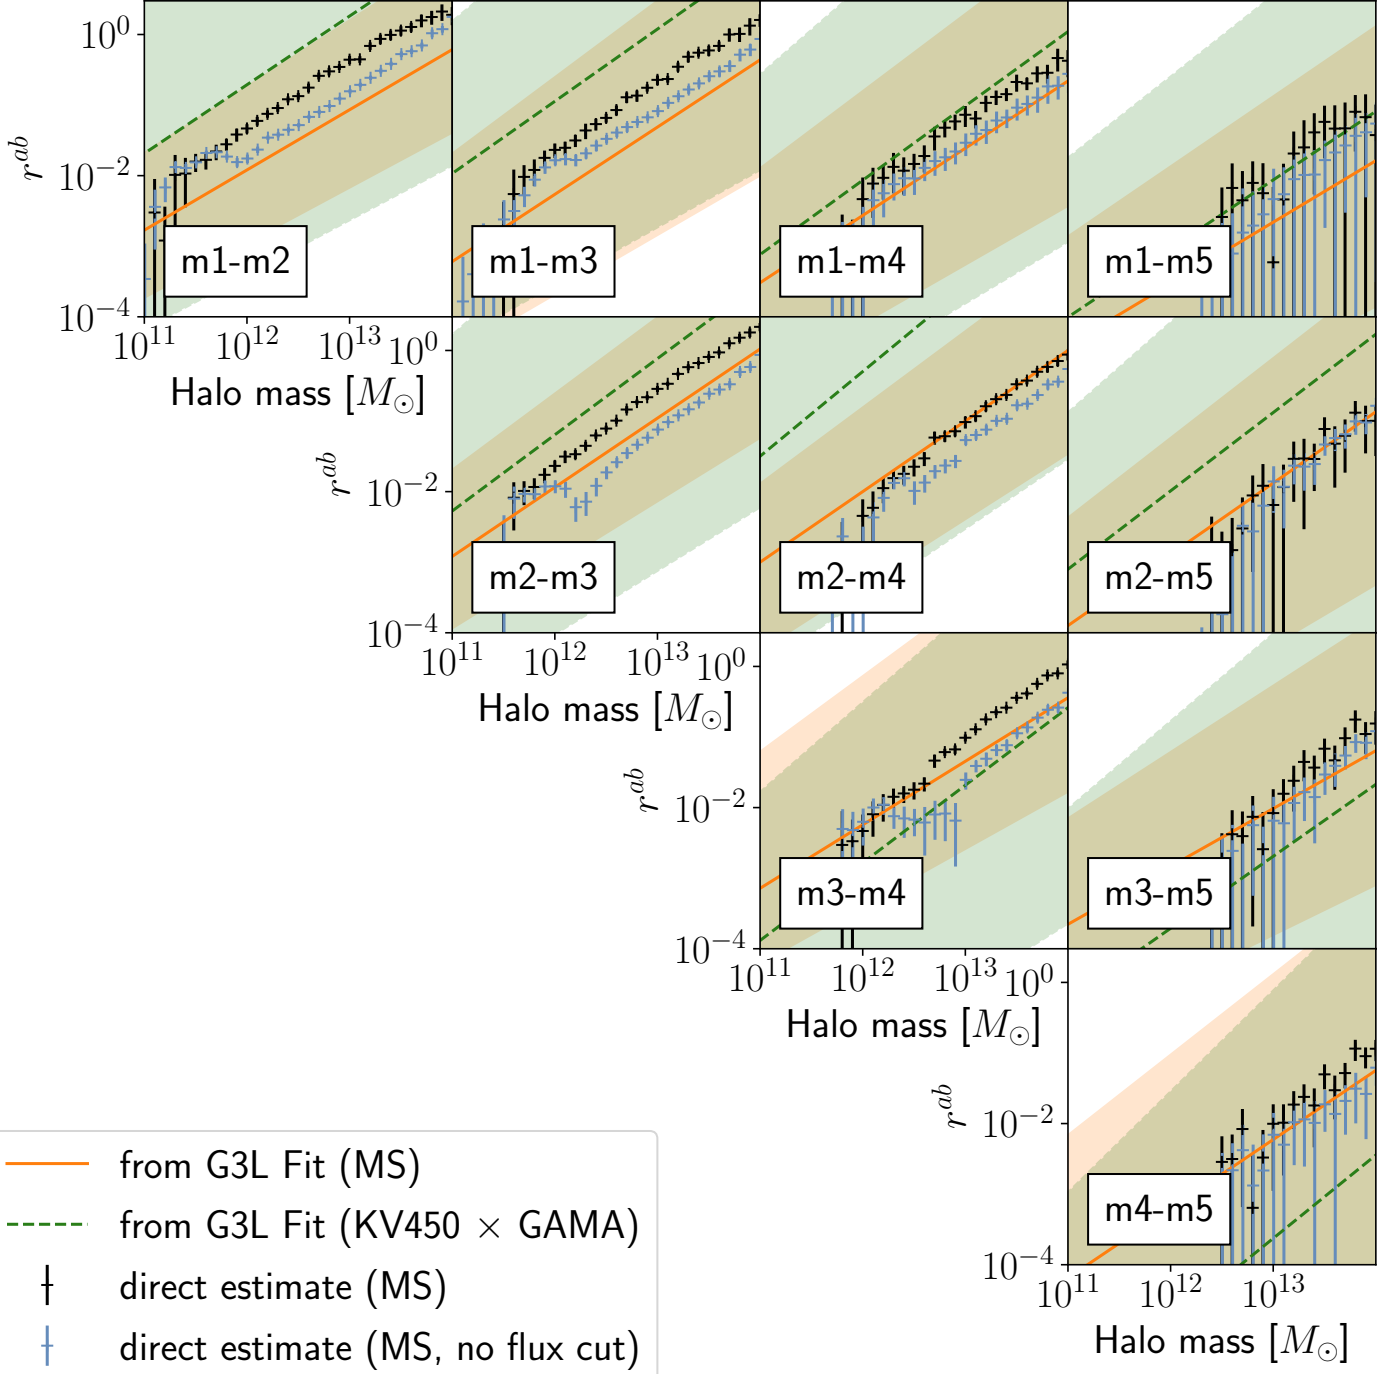 10^0
10^{-2}
10^{-4}
r^{ab}
m1-m2
m1-m3
m1-m4
m1-m5
10^{11}
10^{12}
10^{13}
Halo mass [M_⊙]
10^0
10^{-2}
10^{-4}
r^{ab}
m2-m3
m2-m4
m2-m5
10^{11}
10^{12}
10^{13}
Halo mass [M_⊙]
10^0
10^{-2}
10^{-4}
r^{ab}
m3-m4
m3-m5
10^{11}
10^{12}
10^{13}
Halo mass [M_⊙]
10^0
10^{-2}
10^{-4}
r^{ab}
m4-m5
10^{11}
10^{12}
10^{13}
Halo mass [M_⊙]
from G3L Fit (MS)
from G3L Fit (KV450 × GAMA)
direct estimate (MS)
direct estimate (MS, no flux cut)